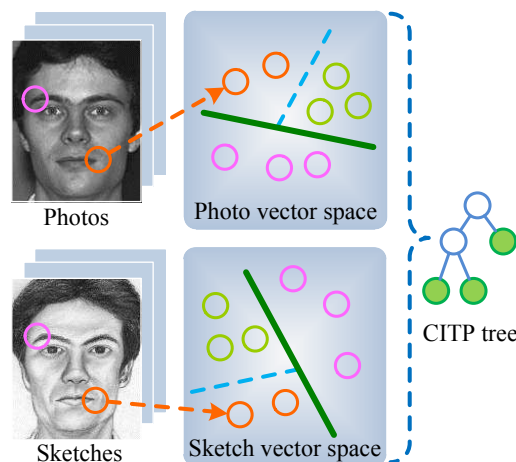 Photos
Photo vector space
CITP tree
Sketches
Sketch vector space